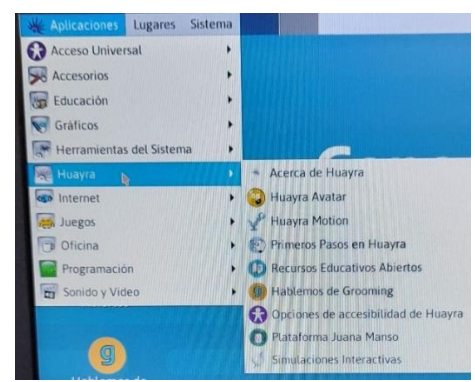 Aplicaciones Lugares Sistema
Acceso Universal
Accesorios
Educación
Gráficos
Herramientas del Sistema
Huayra
Internet
Juegos
Oficina
Programación
Sonido y Video
Acerca de Huayra
Huayra Avatar
Huayra Motion
Primeros Pasos en Huayra
Recursos Educativos Abiertos
Hablemos de Grooming
Opciones de accesibilidad de Huayra
Plataforma Juana Manso
Simulaciones Interactivas
g
Hablemos de